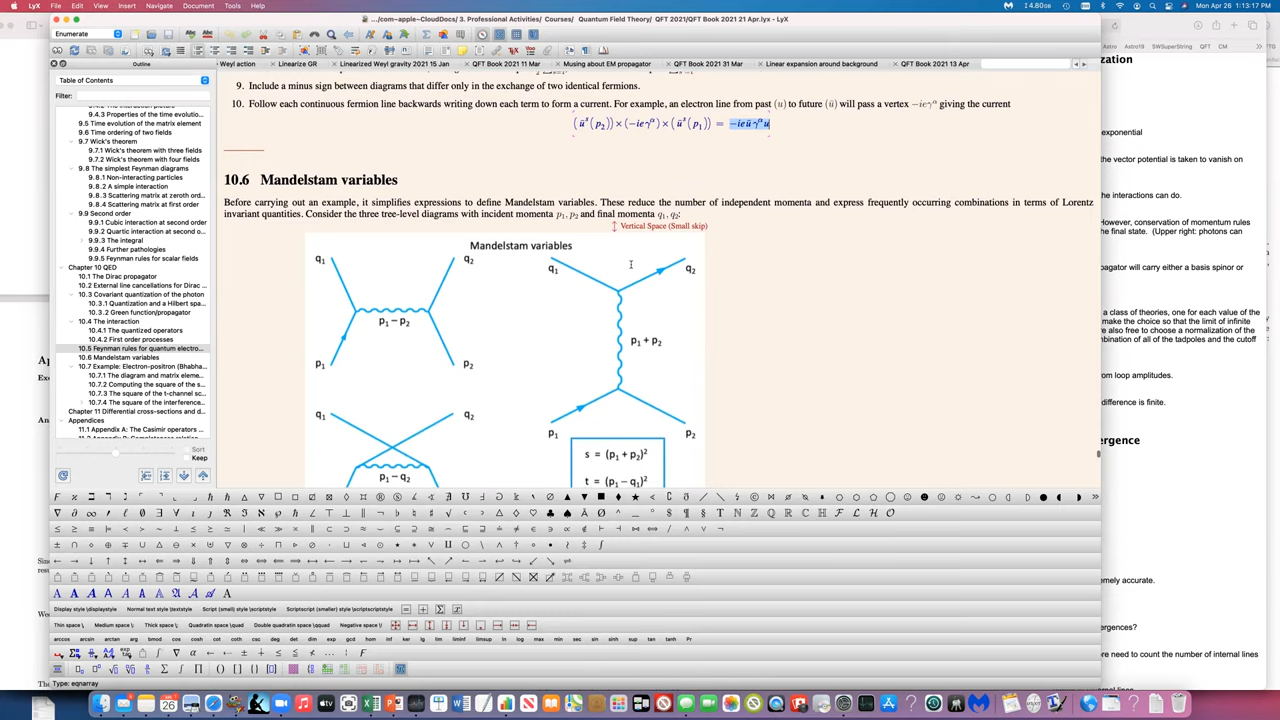 LyX File Edit View Insert Navigate Document Tools Window Help
4.80GB
Mon Apr 26 1:13:17 PM
/.../com~apple~CloudDocs/ 3. Professional Activities/ Courses/ Quantum Field Theory/ QFT 2021/QFT Book 2021 21 Apr.lyx - LyX
Enumerate
Outline
Weyl action
Linearize GR
Linearized Weyl gravity 2021 15 Jan
QFT Book 2021 11 Mar
Musing about EM propagator
QFT Book 2021 31 Mar
Linear expansion around background
QFT Book 2021 13 Apr
Table of Contents
Filter:
9.4.3 Properties of the time evolution...
9.5 Time ordering of two fields
9.7 Wick's theorem
9.7.1 Wick's theorem with three fields
9.7.2 Wick's theorem with four fields
9.8 The simplest Feynman diagrams
9.8.1 Non-interacting particles
9.8.2 A simple interaction
9.8.3 Scattering matrix at zeroth ord...
9.8.4 Scattering matrix at first order
9.9 Second order
9.9.1 Cubic interaction at second order
9.9.2 Quartic interaction at second o...
9.9.3 The integral
9.9.4 Further pathologies
9.9.5 Feynman rules for scalar fields
Chapter 10 QED
10.1 The Dirac propagator
10.2 External line cancellations for Dirac ...
10.3 Covariant quantization of the photon
10.3.1 Quantization and a Hilbert spa...
10.3.2 Green function/propagator
10.4 The interaction
10.4.1 The quantized operators
10.4.2 First order processes
10.5 Feynman rules for quantum electro...
10.6 Mandelstam variables
10.7 Example: Electron-positron (Bhabha...
10.7.1 The diagram and matrix eleme...
10.7.2 Computing the square of the s...
10.7.3 The square of the t-channel sc...
10.7.4 The square of the interference...
Chapter 11 Differential cross-sections and d...
Appendices
11.1 Appendix A: The Casimir operators ...
Sort
Keep
9. Include a minus sign between diagrams that differ only in the exchange of two identical fermions.
10. Follow each continuous fermion line backwards writing down each term to form a current. For example, an electron line from past (u) to future (ū) will pass a vertex −ieγ^α giving the current
(ū^s (p₂)) × (−ieγ^α) × (ū^s (p₁)) = −ieūγ^α u
10.6 Mandelstam variables
Before carrying out an example, it simplifies expressions to define Mandelstam variables. These reduce the number of independent momenta and express frequently occurring combinations in terms of Lorentz
invariant quantities. Consider the three tree-level diagrams with incident momenta p₁, p₂ and final momenta q₁, q₂:
Vertical Space (Small skip)
Mandelstam variables
q₁ q₂ q₁ q₂
p₁ − p₂
p₁ + p₂
p₁ p₂
q₁ q₂
p₁ p₂
p₁ − q₂
s = (p₁ + p₂)²
t = (p₁ − q₁)²
Display style \displaystyle Normal text style \textstyle Script (small) style \scriptstyle Scriptscript (smaller) style \scriptscriptstyle
Thin space \, Medium space \: Thick space \; Quadratin space \quad Double quadratin space \qquad Negative space \!
arccos arcsin arctan arg bmod cos cosh cot coth csc deg det dim exp gcd hom inf ker lg lim liminf limsup ln log max min sec sin sinh sup tan tanh Pr
Type: eqnarray
Astro Astro19 SWSuperString QFT CM
ization
exponential
the vector potential is taken to vanish on
the interactions can do.
However, conservation of momentum rules
the final state. (Upper right: photons can
pagator will carry either a basis spinor or
a class of theories, one for each value of the
make the choice so that the limit of infinite
re also free to choose a normalization of the
mbination of all of the tadpoles and the cutoff
rom loop amplitudes.
difference is finite.
ergence
emely accurate.
ergences?
re need to count the number of internal lines